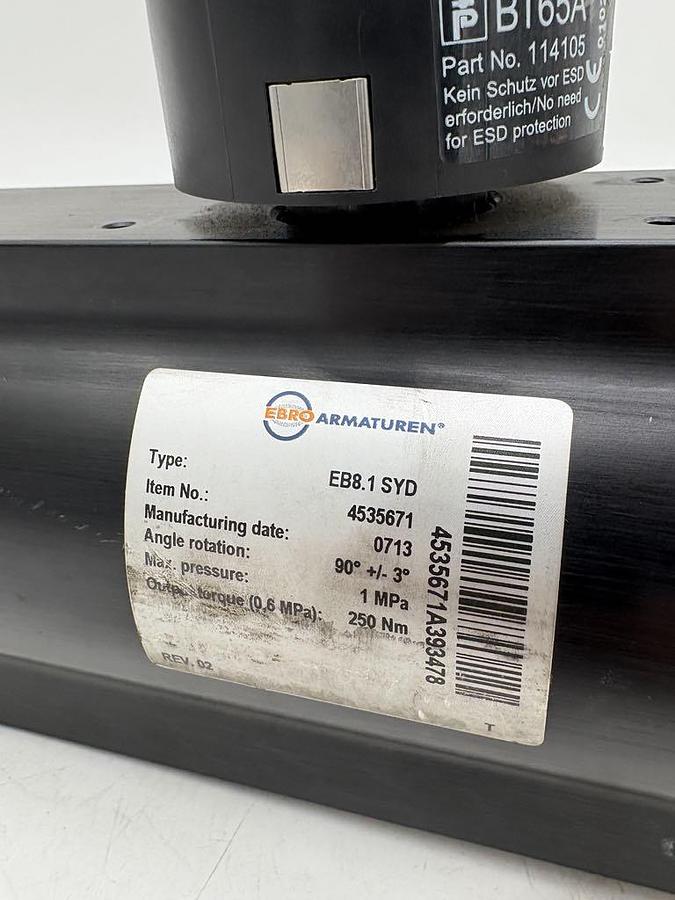 BT65A
Part No. 114105
Kein Schutz vor ESD
erforderlich/No need
for ESD protection
CE
EBRO ARMATUREN®
Type: EB8.1 SYD
Item No.: 4535671
Manufacturing date: 0713
Angle rotation: 90° +/- 3°
Max. pressure: 1 MPa
Output torque (0,6 MPa): 250 Nm
REV. 02
4535671A393478
T